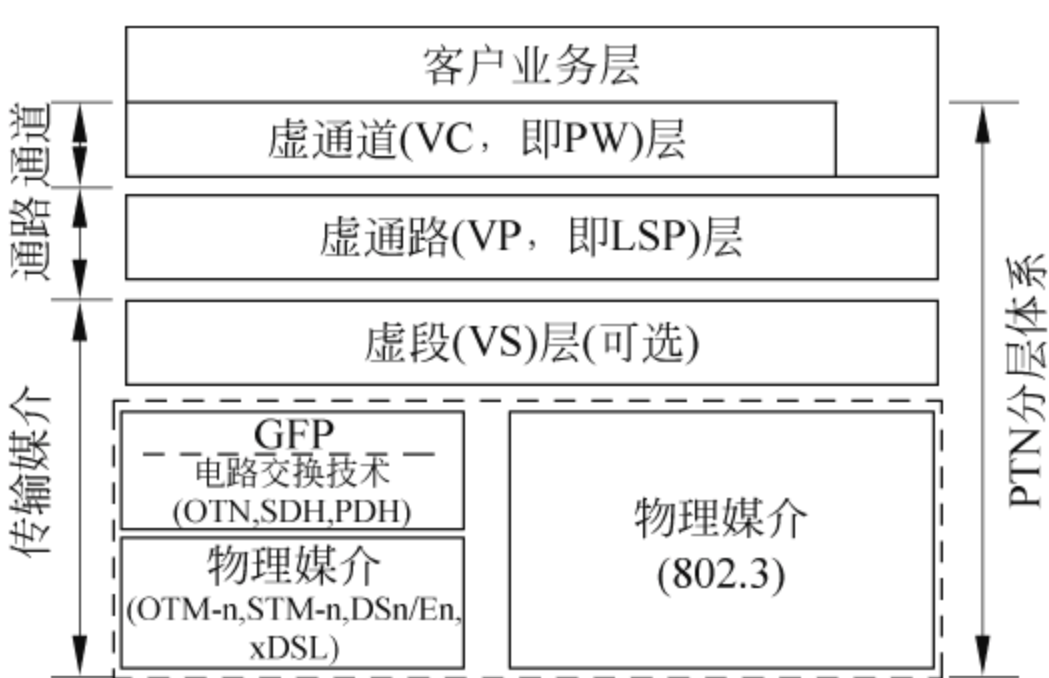 客户业务层
虚通道(VC，即PW)层
虚通路(VP，即LSP)层
虚段(VS)层(可选)
GFP
电路交换技术
(OTN,SDH,PDH)
物理媒介
(OTM-n,STM-n,DSn/En,
xDSL)
物理媒介
(802.3)
通道
通路
传输媒介
PTN分层体系